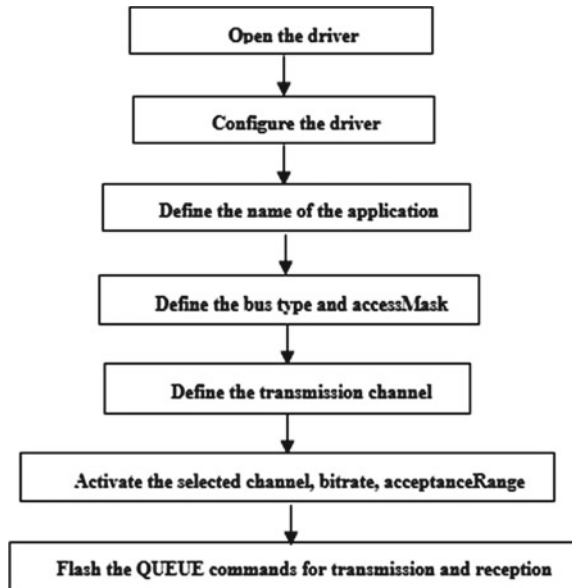 Open the driver
Configure the driver
Define the name of the application
Define the bus type and accessMask
Define the transmission channel
Activate the selected channel, bitrate, acceptanceRange
Flash the QUEUE commands for transmission and reception